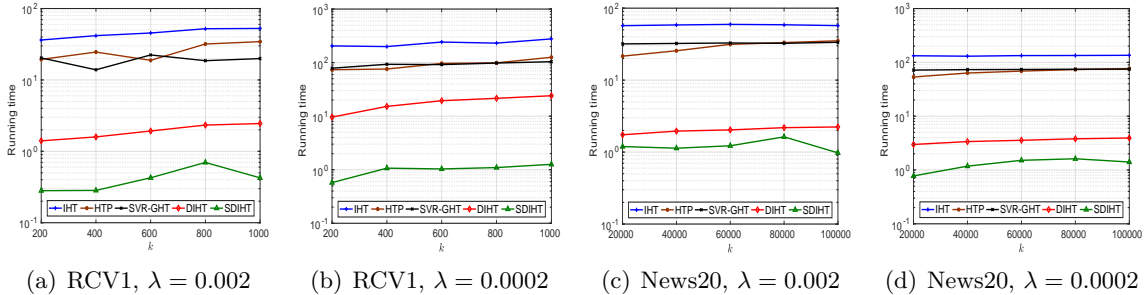 Running time
10^2
10^1
10^0
10^-1
IHT HTP SVR-GHT DIHT SDIHT
200 400 600 800 1000
k
(a) RCV1, λ = 0.002
Running time
10^3
10^2
10^1
10^0
10^-1
IHT HTP SVR-GHT DIHT SDIHT
200 400 600 800 1000
k
(b) RCV1, λ = 0.0002
Running time
10^2
10^1
10^0
10^-1
IHT HTP SVR-GHT DIHT SDIHT
20000 40000 60000 80000 100000
k
(c) News20, λ = 0.002
Running time
10^3
10^2
10^1
10^0
10^-1
IHT HTP SVR-GHT DIHT SDIHT
20000 40000 60000 80000 100000
k
(d) News20, λ = 0.0002